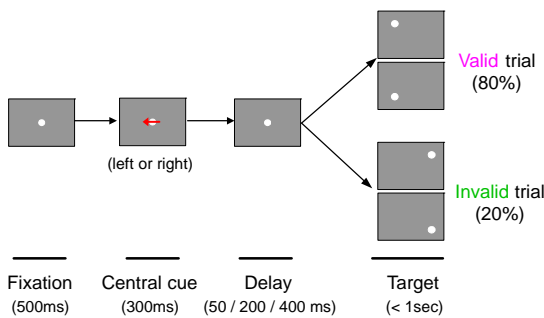 Valid trial
(80%)
(left or right)
Invalid trial
(20%)
Fixation
(500ms)
Central cue
(300ms)
Delay
(50 / 200 / 400 ms)
Target
(< 1sec)